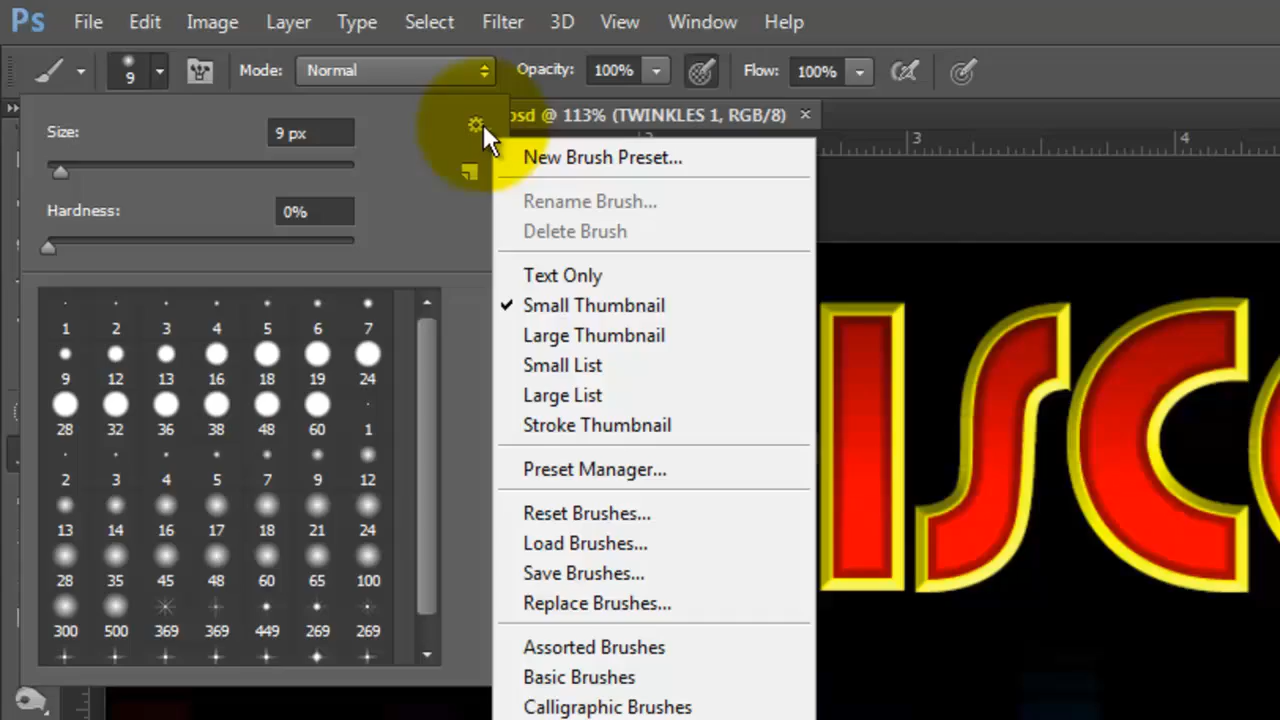 Ps File Edit Image Layer Type Select Filter 3D View Window Help
9 Mode: Normal Opacity: 100% Flow: 100%
psd @ 113% (TWINKLES 1, RGB/8) ×
3 4
Size: 9 px
Hardness: 0%
1 2 3 4 5 6 7
9 12 13 16 18 19 24
28 32 36 38 48 60 1
2 3 4 5 7 9 12
13 14 16 17 18 21 24
28 35 45 48 60 65 100
300 500 369 369 449 269 269
New Brush Preset...
Rename Brush...
Delete Brush
Text Only
Small Thumbnail
Large Thumbnail
Small List
Large List
Stroke Thumbnail
Preset Manager...
Reset Brushes...
Load Brushes...
Save Brushes...
Replace Brushes...
Assorted Brushes
Basic Brushes
Calligraphic Brushes
ISC